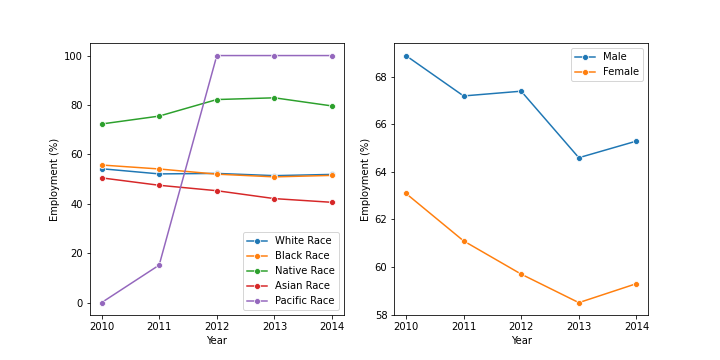 100
80
60
40
20
0
Employment (%)
2010 2011 2012 2013 2014
Year
White Race
Black Race
Native Race
Asian Race
Pacific Race
68
66
64
62
60
58
Employment (%)
2010 2011 2012 2013 2014
Year
Male
Female